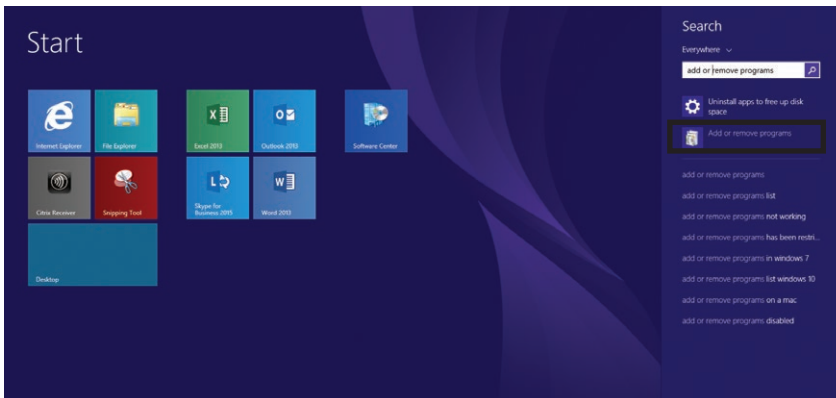 Start
Internet Explorer
File Explorer
Excel 2013
Outlook 2013
Software Center
Citrix Receiver
Snipping Tool
Skype for
Business 2015
Word 2013
Desktop
Search
Everywhere
add or remove programs
Uninstall apps to free up disk
space
Add or remove programs
add or remove programs
add or remove programs list
add or remove programs not working
add or remove programs has been restri...
add or remove programs in windows 7
add or remove programs list windows 10
add or remove programs on a mac
add or remove programs disabled